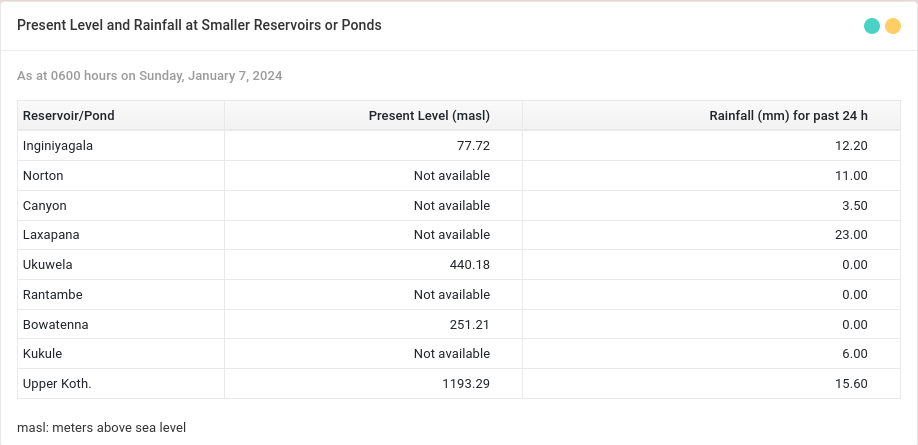 Present Level and Rainfall at Smaller Reservoirs or Ponds
As at 0600 hours on Sunday, January 7, 2024
Reservoir/Pond Present Level (masl) Rainfall (mm) for past 24 h
Inginiyagala 77.72 12.20
Norton Not available 11.00
Canyon Not available 3.50
Laxapana Not available 23.00
Ukuwela 440.18 0.00
Rantambe Not available 0.00
Bowatenna 251.21 0.00
Kukule Not available 6.00
Upper Koth. 1193.29 15.60
masl: meters above sea level